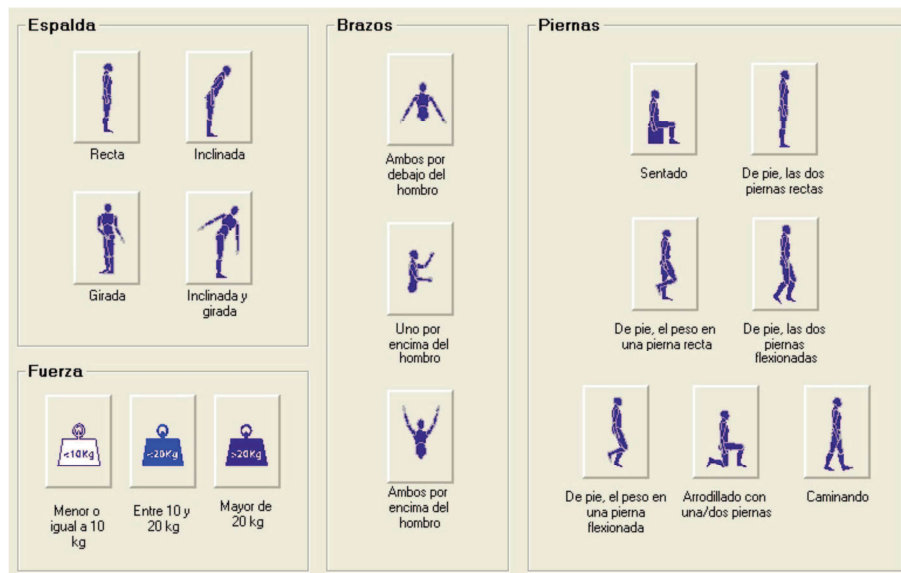 Espalda
Recta
Inclinada
Girada
Inclinada y
girada
Fuerza
<10Kg
<20Kg
>20Kg
Menor o
igual a 10
kg
Entre 10 y
20 kg
Mayor de
20 kg
Brazos
Ambos por
debajo del
hombro
Uno por
encima del
hombro
Ambos por
encima del
hombro
Piernas
Sentado
De pie, las dos
piernas rectas
De pie, el peso en
una pierna recta
De pie, las dos
piernas
flexionadas
De pie, el peso en
una pierna
flexionada
Arrodillado con
una/dos piernas
Caminando